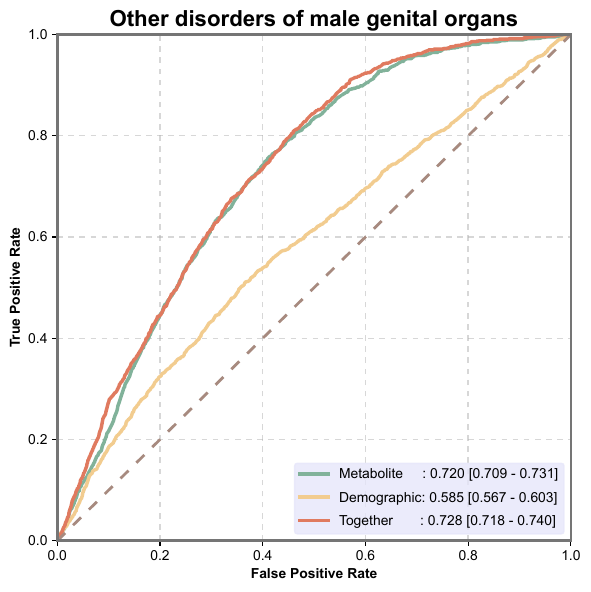 Other disorders of male genital organs
True Positive Rate
1.0
0.8
0.6
0.4
0.2
0.0
Metabolite : 0.720 [0.709 - 0.731]
Demographic: 0.585 [0.567 - 0.603]
Together : 0.728 [0.718 - 0.740]
0.0 0.2 0.4 0.6 0.8 1.0
False Positive Rate